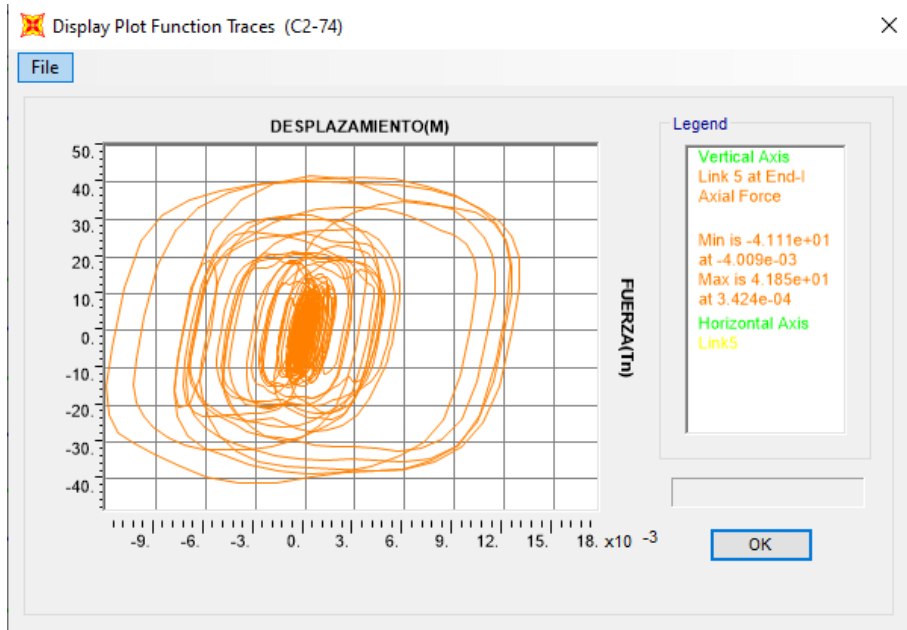 Display Plot Function Traces (C2-74)
File
DESPLAZAMIENTO(M)
50.
40.
30.
20.
10.
0.
-10.
-20.
-30.
-40.
-9. -6. -3. 0. 3. 6. 9. 12. 15. 18. x10 -3
FUERZA(Tn)
Legend
Vertical Axis
Link 5 at End-I
Axial Force
Min is -4.111e+01
at -4.009e-03
Max is 4.185e+01
at 3.424e-04
Horizontal Axis
Link5
OK